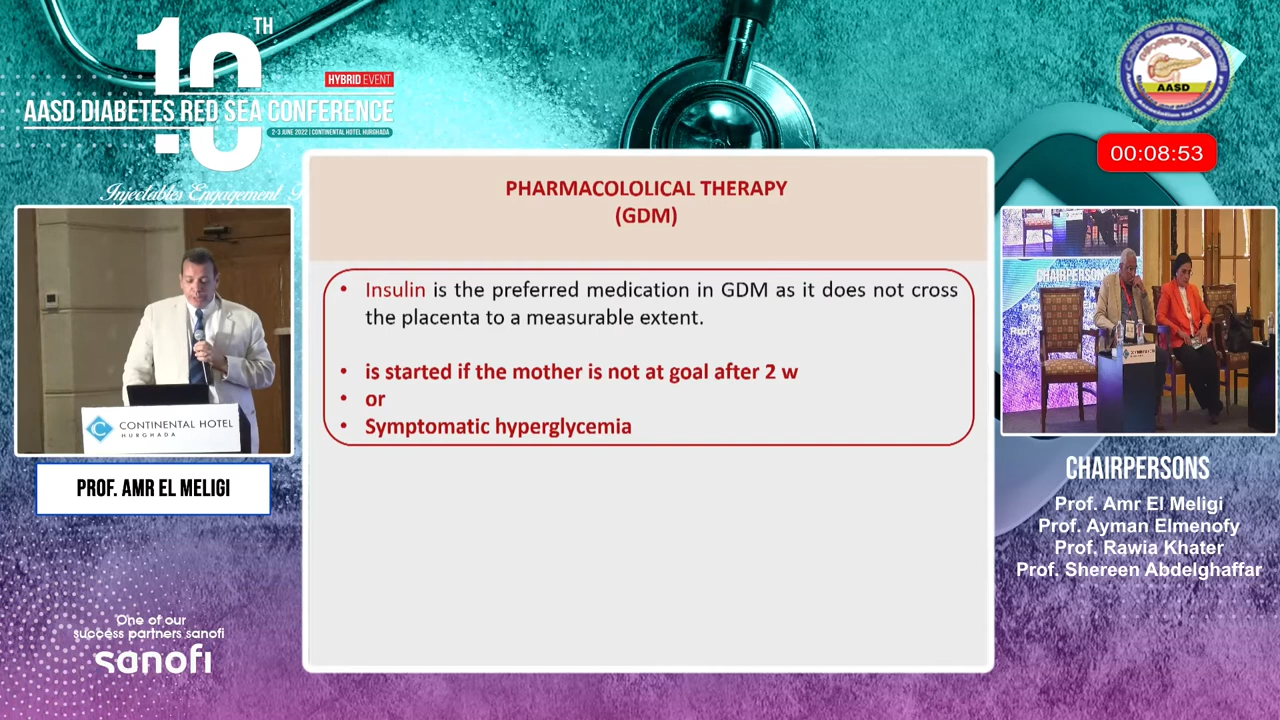 10TH
HYBRID EVENT
AASD DIABETES RED SEA CONFERENCE
2-3 JUNE 2022 | CONTINENTAL HOTEL HURGHADA
Injectables Engagement
AASD
00:08:53
PHARMACOLOLICAL THERAPY
(GDM)
• Insulin is the preferred medication in GDM as it does not cross
the placenta to a measurable extent.
• is started if the mother is not at goal after 2 w
• or
• Symptomatic hyperglycemia
CONTINENTAL HOTEL
HURGHADA
PROF. AMR EL MELIGI
CHAIRPERSONS
Prof. Amr El Meligi
Prof. Ayman Elmenofy
Prof. Rawia Khater
Prof. Shereen Abdelghaffar
One of our
success partners sanofi
sanofi